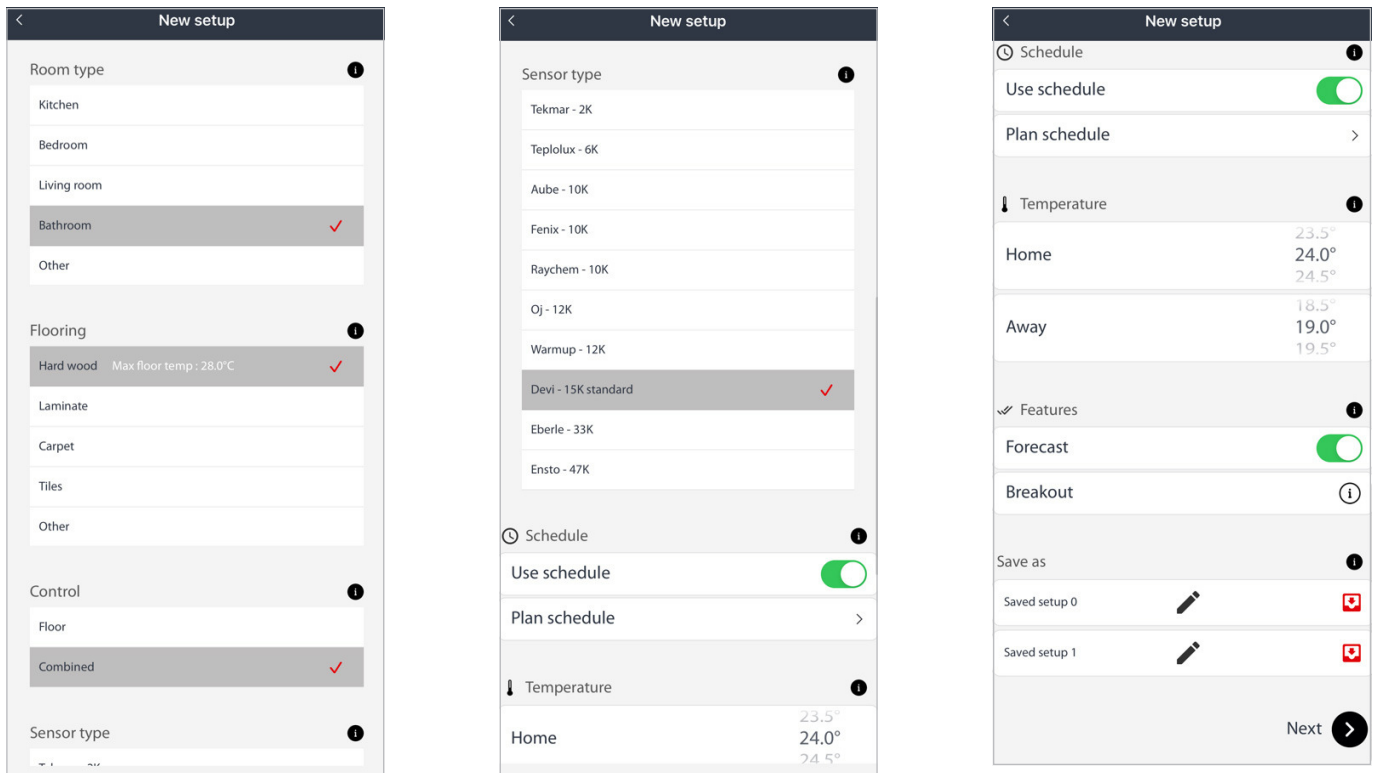 New setup
Room type
Kitchen
Bedroom
Living room
Bathroom
Other
Flooring
Hard wood Max floor temp : 28.0°C
Laminate
Carpet
Tiles
Other
Control
Floor
Combined
Sensor type
New setup
Sensor type
Tekmar - 2K
Teplolux - 6K
Aube - 10K
Fenix - 10K
Raychem - 10K
Oj - 12K
Warmup - 12K
Devi - 15K standard
Eberle - 33K
Ensto - 47K
Schedule
Use schedule
Plan schedule
Temperature
23.5°
Home 24.0°
24.5°
New setup
Schedule
Use schedule
Plan schedule
Temperature
23.5°
Home 24.0°
24.5°
18.5°
Away 19.0°
19.5°
Features
Forecast
Breakout
Save as
Saved setup 0
Saved setup 1
Next